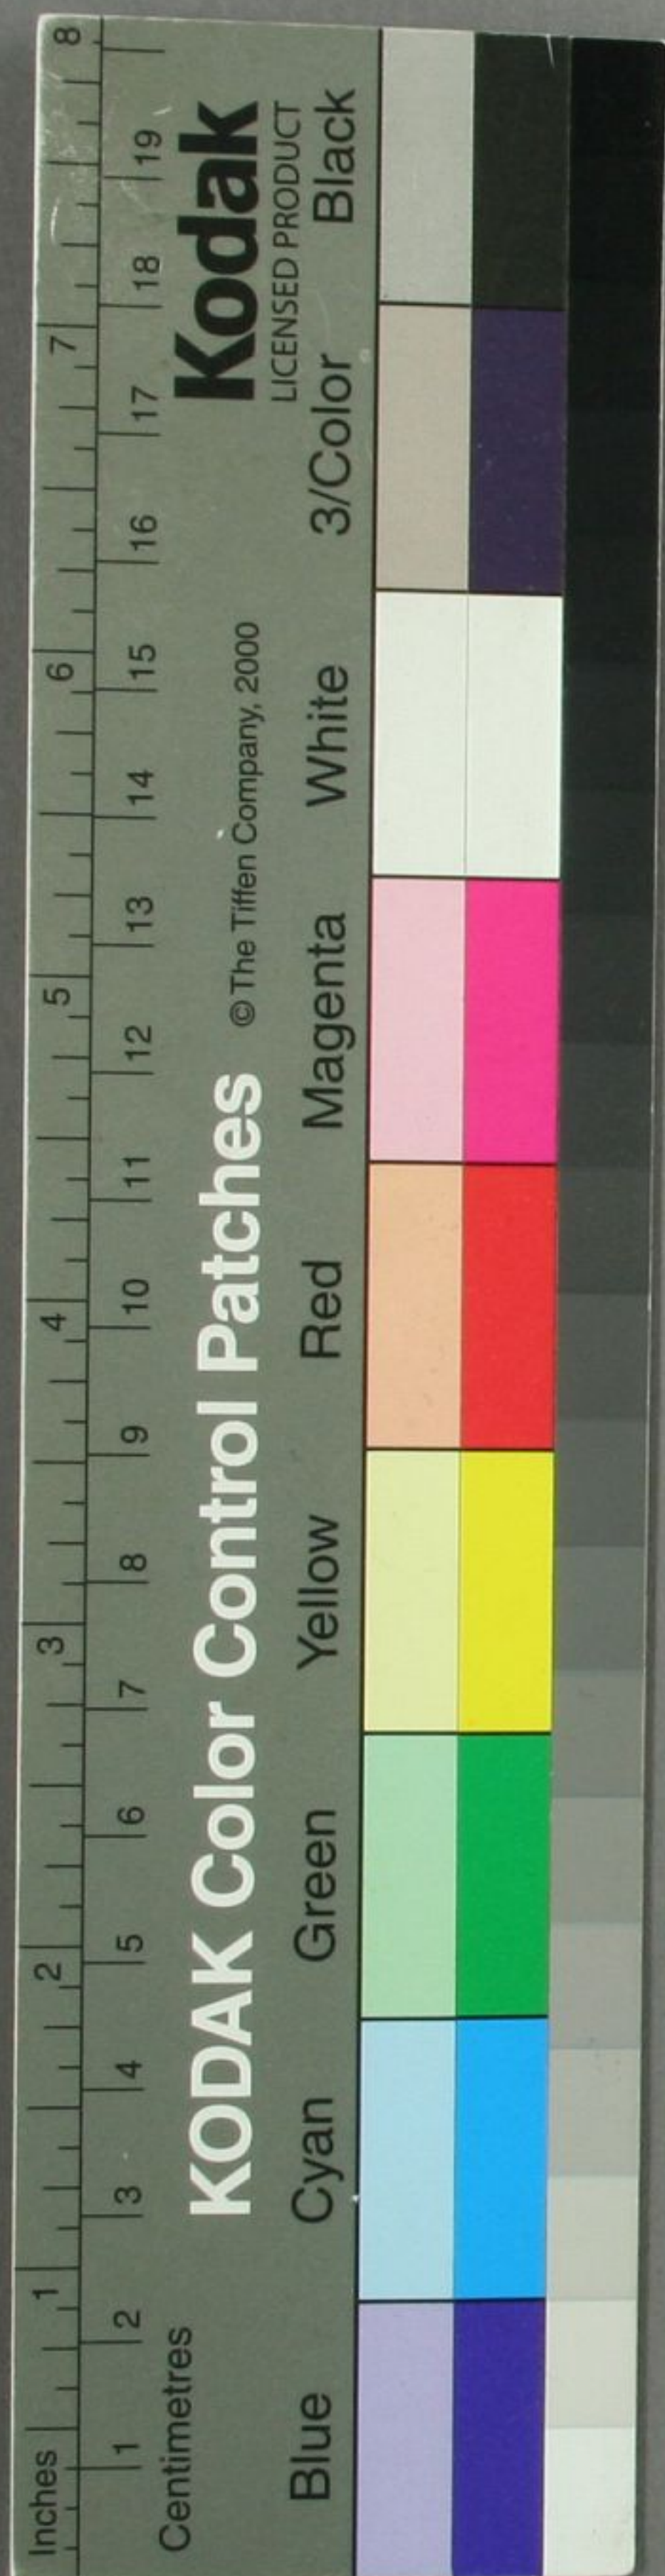 Inches 1 2 3 4 5 6 7 8
Centimetres 1 2 3 4 5 6 7 8 9 10 11 12 13 14 15 16 17 18 19
KODAK Color Control Patches © The Tiffen Company, 2000 Kodak
LICENSED PRODUCT
Blue Cyan Green Yellow Red Magenta White 3/Color Black